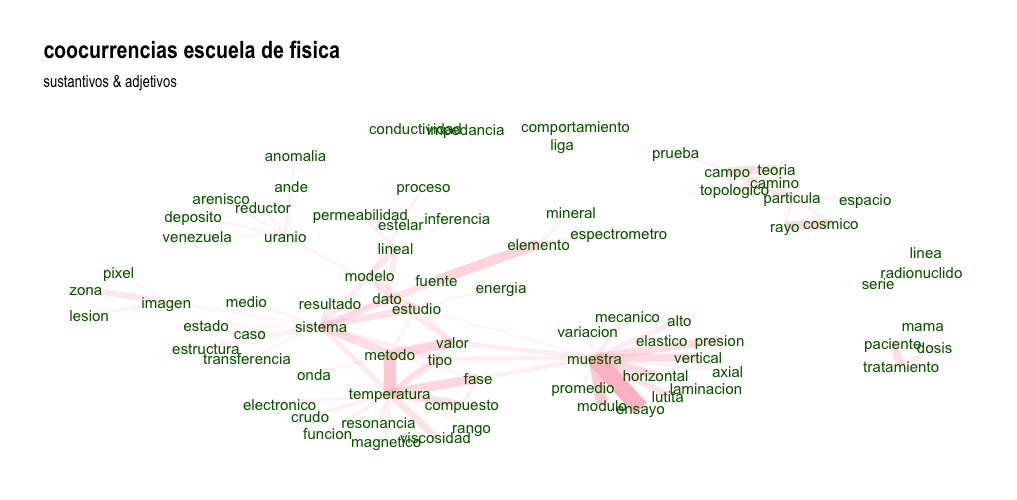 coocurrencias escuela de fisica
sustantivos & adjetivos
conductividad impedancia
comportamiento
liga
prueba
anomalia
campo teoria
camino
topologico
particula espacio
rayo cosmico
ande
arenisco
reductor
deposito
venezuela uranio
proceso
permeabilidad inferencia
estelar
lineal
mineral
espectrometro
elemento
linea
radionuclido
serie
pixel
zona
imagen
lesion
medio
modelo fuente
energia
resultado dato
estudio
estado
caso
sistema
estructura
transferencia
onda
metodo
valor
tipo
fase
temperatura
compuesto
electronico
crudo
funcion
resonancia
magnetico viscosidad
rango
mecanico alto
variacion
elastico presion
muestra vertical
horizontal axial
promedio laminacion
lutita
modulo ensayo
mama
paciente dosis
tratamiento